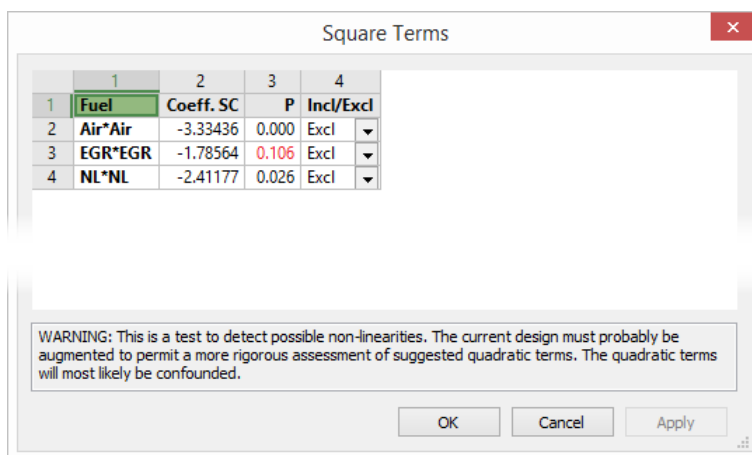 Square Terms
1 2 3 4
1 Fuel Coeff. SC P Incl/Excl
2 Air*Air -3.33436 0.000 Excl
3 EGR*EGR -1.78564 0.106 Excl
4 NL*NL -2.41177 0.026 Excl
WARNING: This is a test to detect possible non-linearities. The current design must probably be
augmented to permit a more rigorous assessment of suggested quadratic terms. The quadratic terms
will most likely be confounded.
OK Cancel Apply